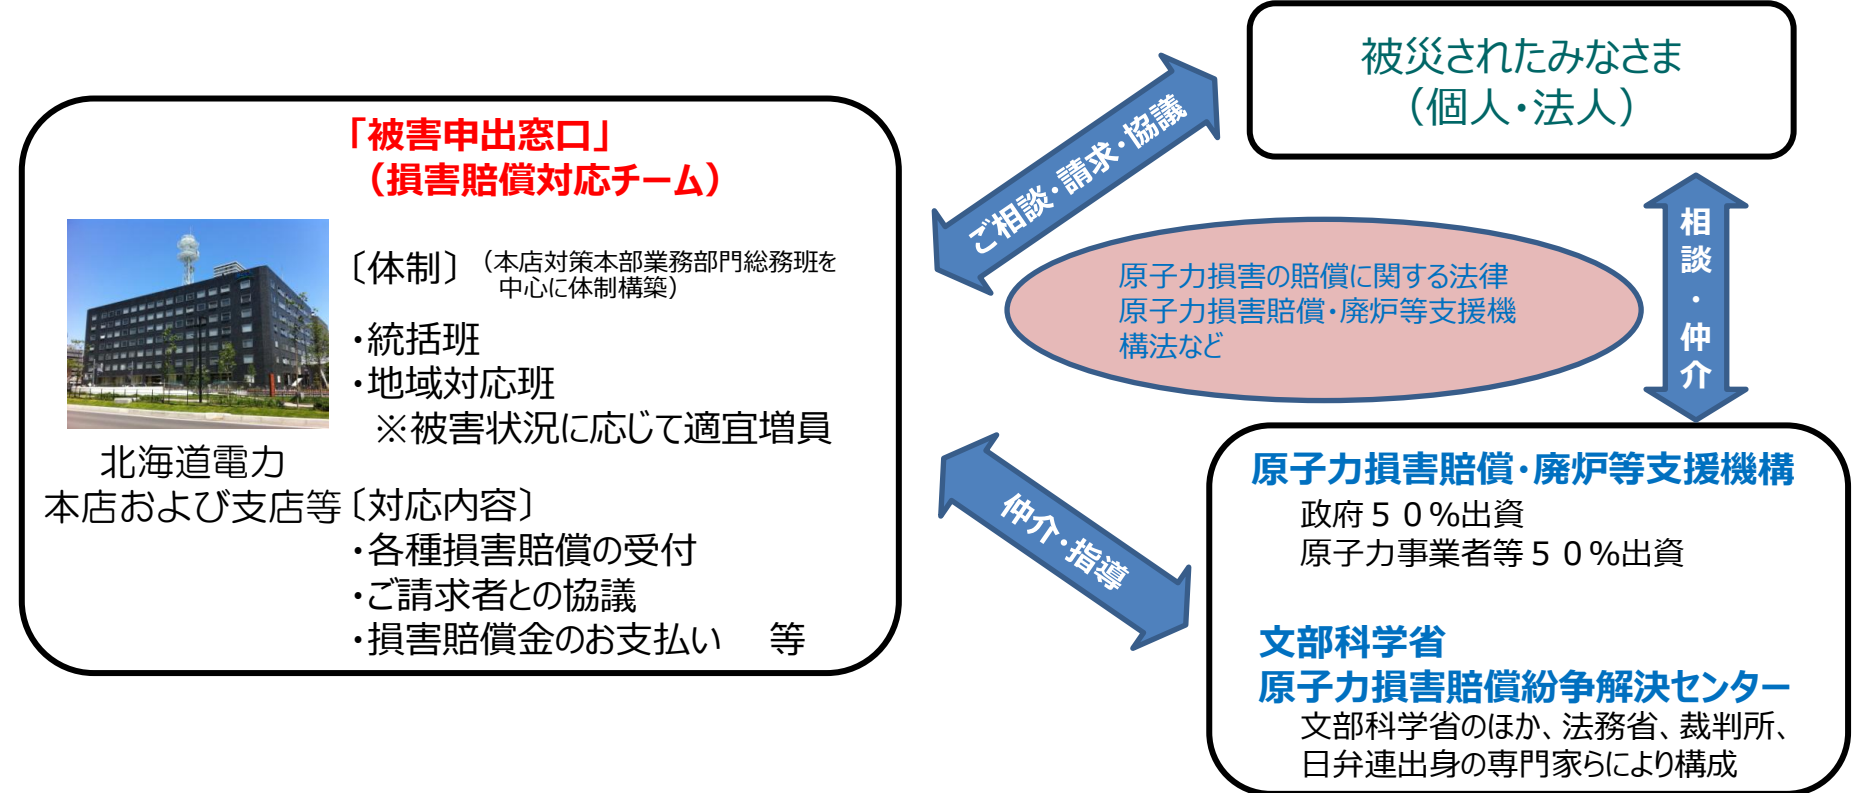 「被害申出窓口」
（損害賠償対応チーム）
〔体制〕
（本店対策本部業務部門総務班を
中心に体制構築）
・統括班
・地域対応班
※被害状況に応じて適宜増員
北海道電力
本店および支店等
〔対応内容〕
・各種損害賠償の受付
・ご請求者との協議
・損害賠償金のお支払い　等
ご相談・請求・協議
被災されたみなさま
（個人・法人）
原子力損害の賠償に関する法律
原子力損害賠償・廃炉等支援機
構法など
相談・仲介
仲介・指導
原子力損害賠償・廃炉等支援機構
政府５０％出資
原子力事業者等５０％出資
文部科学省
原子力損害賠償紛争解決センター
文部科学省のほか、法務省、裁判所、
日弁連出身の専門家らにより構成